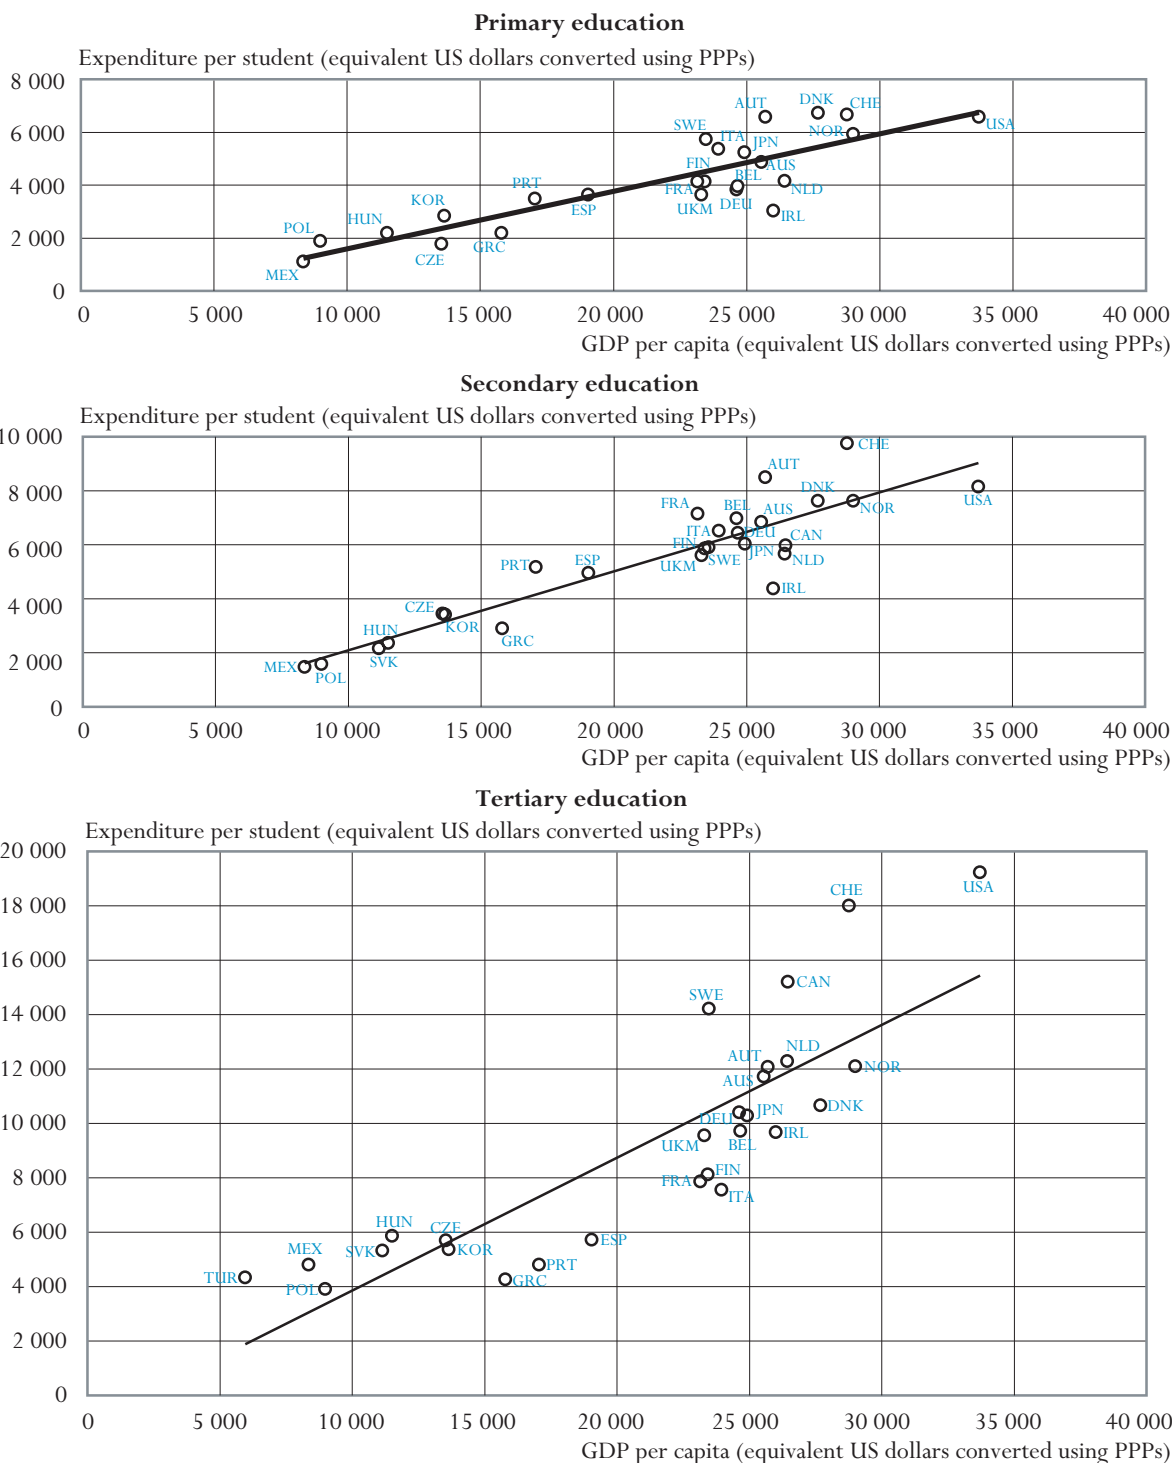 Primary education
Expenditure per student (equivalent US dollars converted using PPPs)
8 000
6 000
4 000
2 000
0
DNK
CHE
AUT
USA
SWE
ITA
NOR
JPN
FIN
AUS
BEL
PRT
FRA
NLD
ESP
UKM
DEU
IRL
KOR
HUN
POL
GRC
CZE
MEX
0 5 000 10 000 15 000 20 000 25 000 30 000 35 000 40 000
GDP per capita (equivalent US dollars converted using PPPs)
Secondary education
Expenditure per student (equivalent US dollars converted using PPPs)
10 000
8 000
6 000
4 000
2 000
0
CHE
AUT
DNK
USA
FRA
BEL
AUS
NOR
ITA
DEU
CAN
FIN
JPN
PRT
ESP
UKM
SWE
NLD
IRL
CZE
KOR
HUN
GRC
SVK
MEX
POL
0 5 000 10 000 15 000 20 000 25 000 30 000 35 000 40 000
GDP per capita (equivalent US dollars converted using PPPs)
Tertiary education
Expenditure per student (equivalent US dollars converted using PPPs)
20 000
18 000
16 000
14 000
12 000
10 000
8 000
6 000
4 000
2 000
0
USA
CHE
CAN
SWE
NLD
AUT
NOR
AUS
DNK
JPN
DEU
IRL
UKM
BEL
FIN
FRA
ITA
HUN
CZE
ESP
MEX
SVK
KOR
PRT
TUR
GRC
POL
0 5 000 10 000 15 000 20 000 25 000 30 000 35 000 40 000
GDP per capita (equivalent US dollars converted using PPPs)